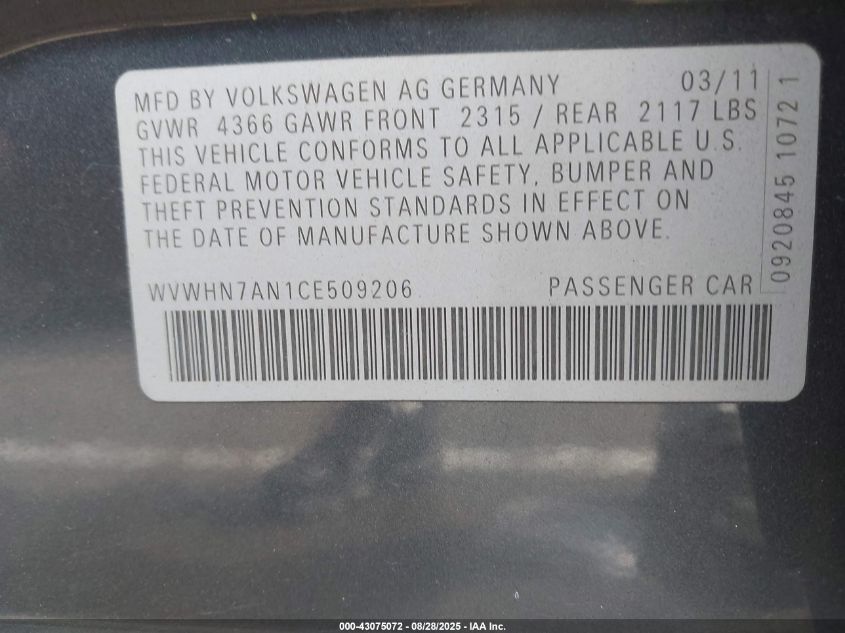 MFD BY VOLKSWAGEN AG GERMANY 03/11
GVWR 4366 GAWR FRONT 2315 / REAR 2117 LBS
THIS VEHICLE CONFORMS TO ALL APPLICABLE U.S.
FEDERAL MOTOR VEHICLE SAFETY, BUMPER AND
THEFT PREVENTION STANDARDS IN EFFECT ON
THE DATE OF MANUFACTURE SHOWN ABOVE.
WVWHN7AN1CE509206 PASSENGER CAR
0920845 1072 1
000-43075072 - 08/28/2025 - IAA Inc.